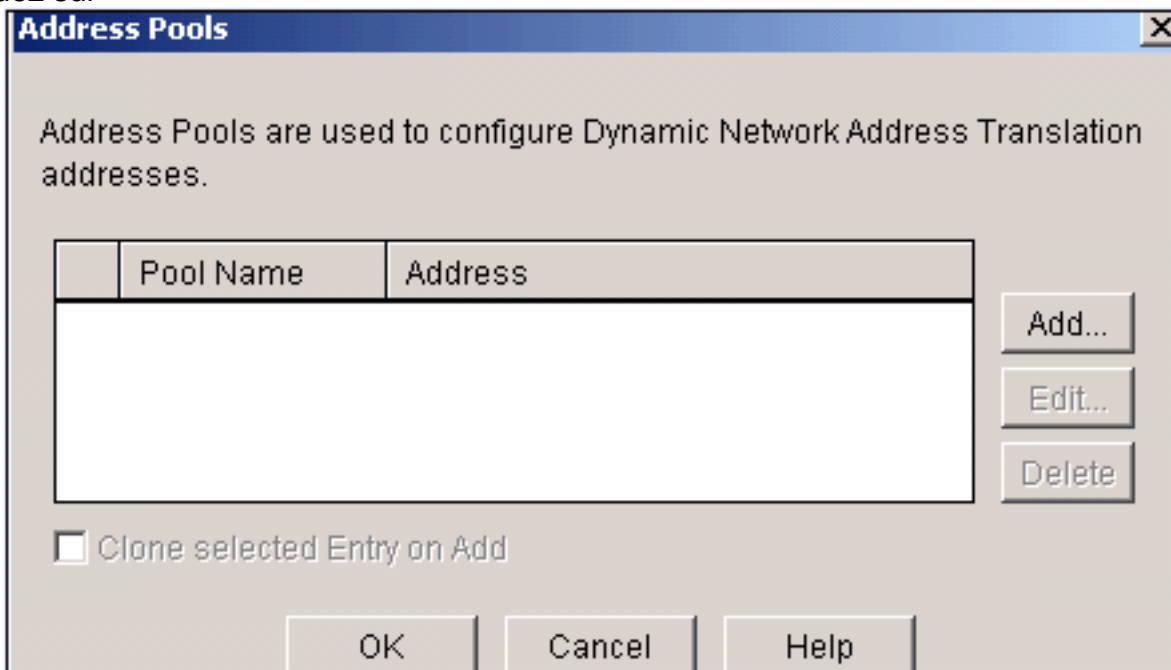 Address Pools
Address Pools are used to configure Dynamic Network Address Translation
addresses.
Pool Name Address
Add...
Edit...
Delete
Clone selected Entry on Add
OK Cancel Help